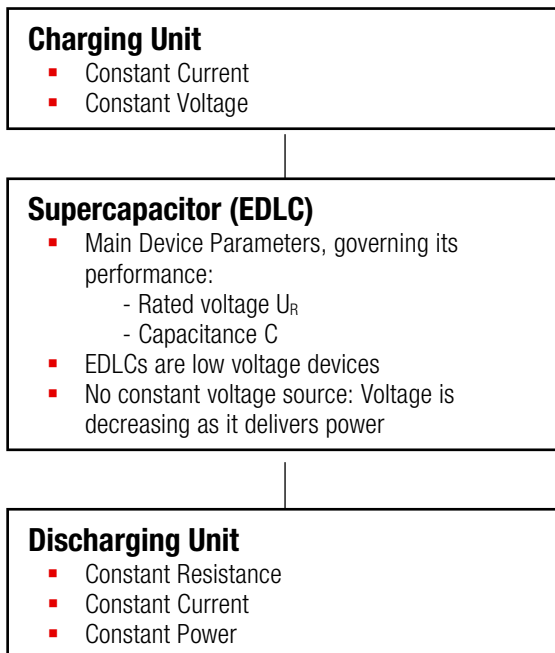 Charging Unit
▪ Constant Current
▪ Constant Voltage
Supercapacitor (EDLC)
▪ Main Device Parameters, governing its
performance:
- Rated voltage UR
- Capacitance C
▪ EDLCs are low voltage devices
▪ No constant voltage source: Voltage is
decreasing as it delivers power
Discharging Unit
▪ Constant Resistance
▪ Constant Current
▪ Constant Power